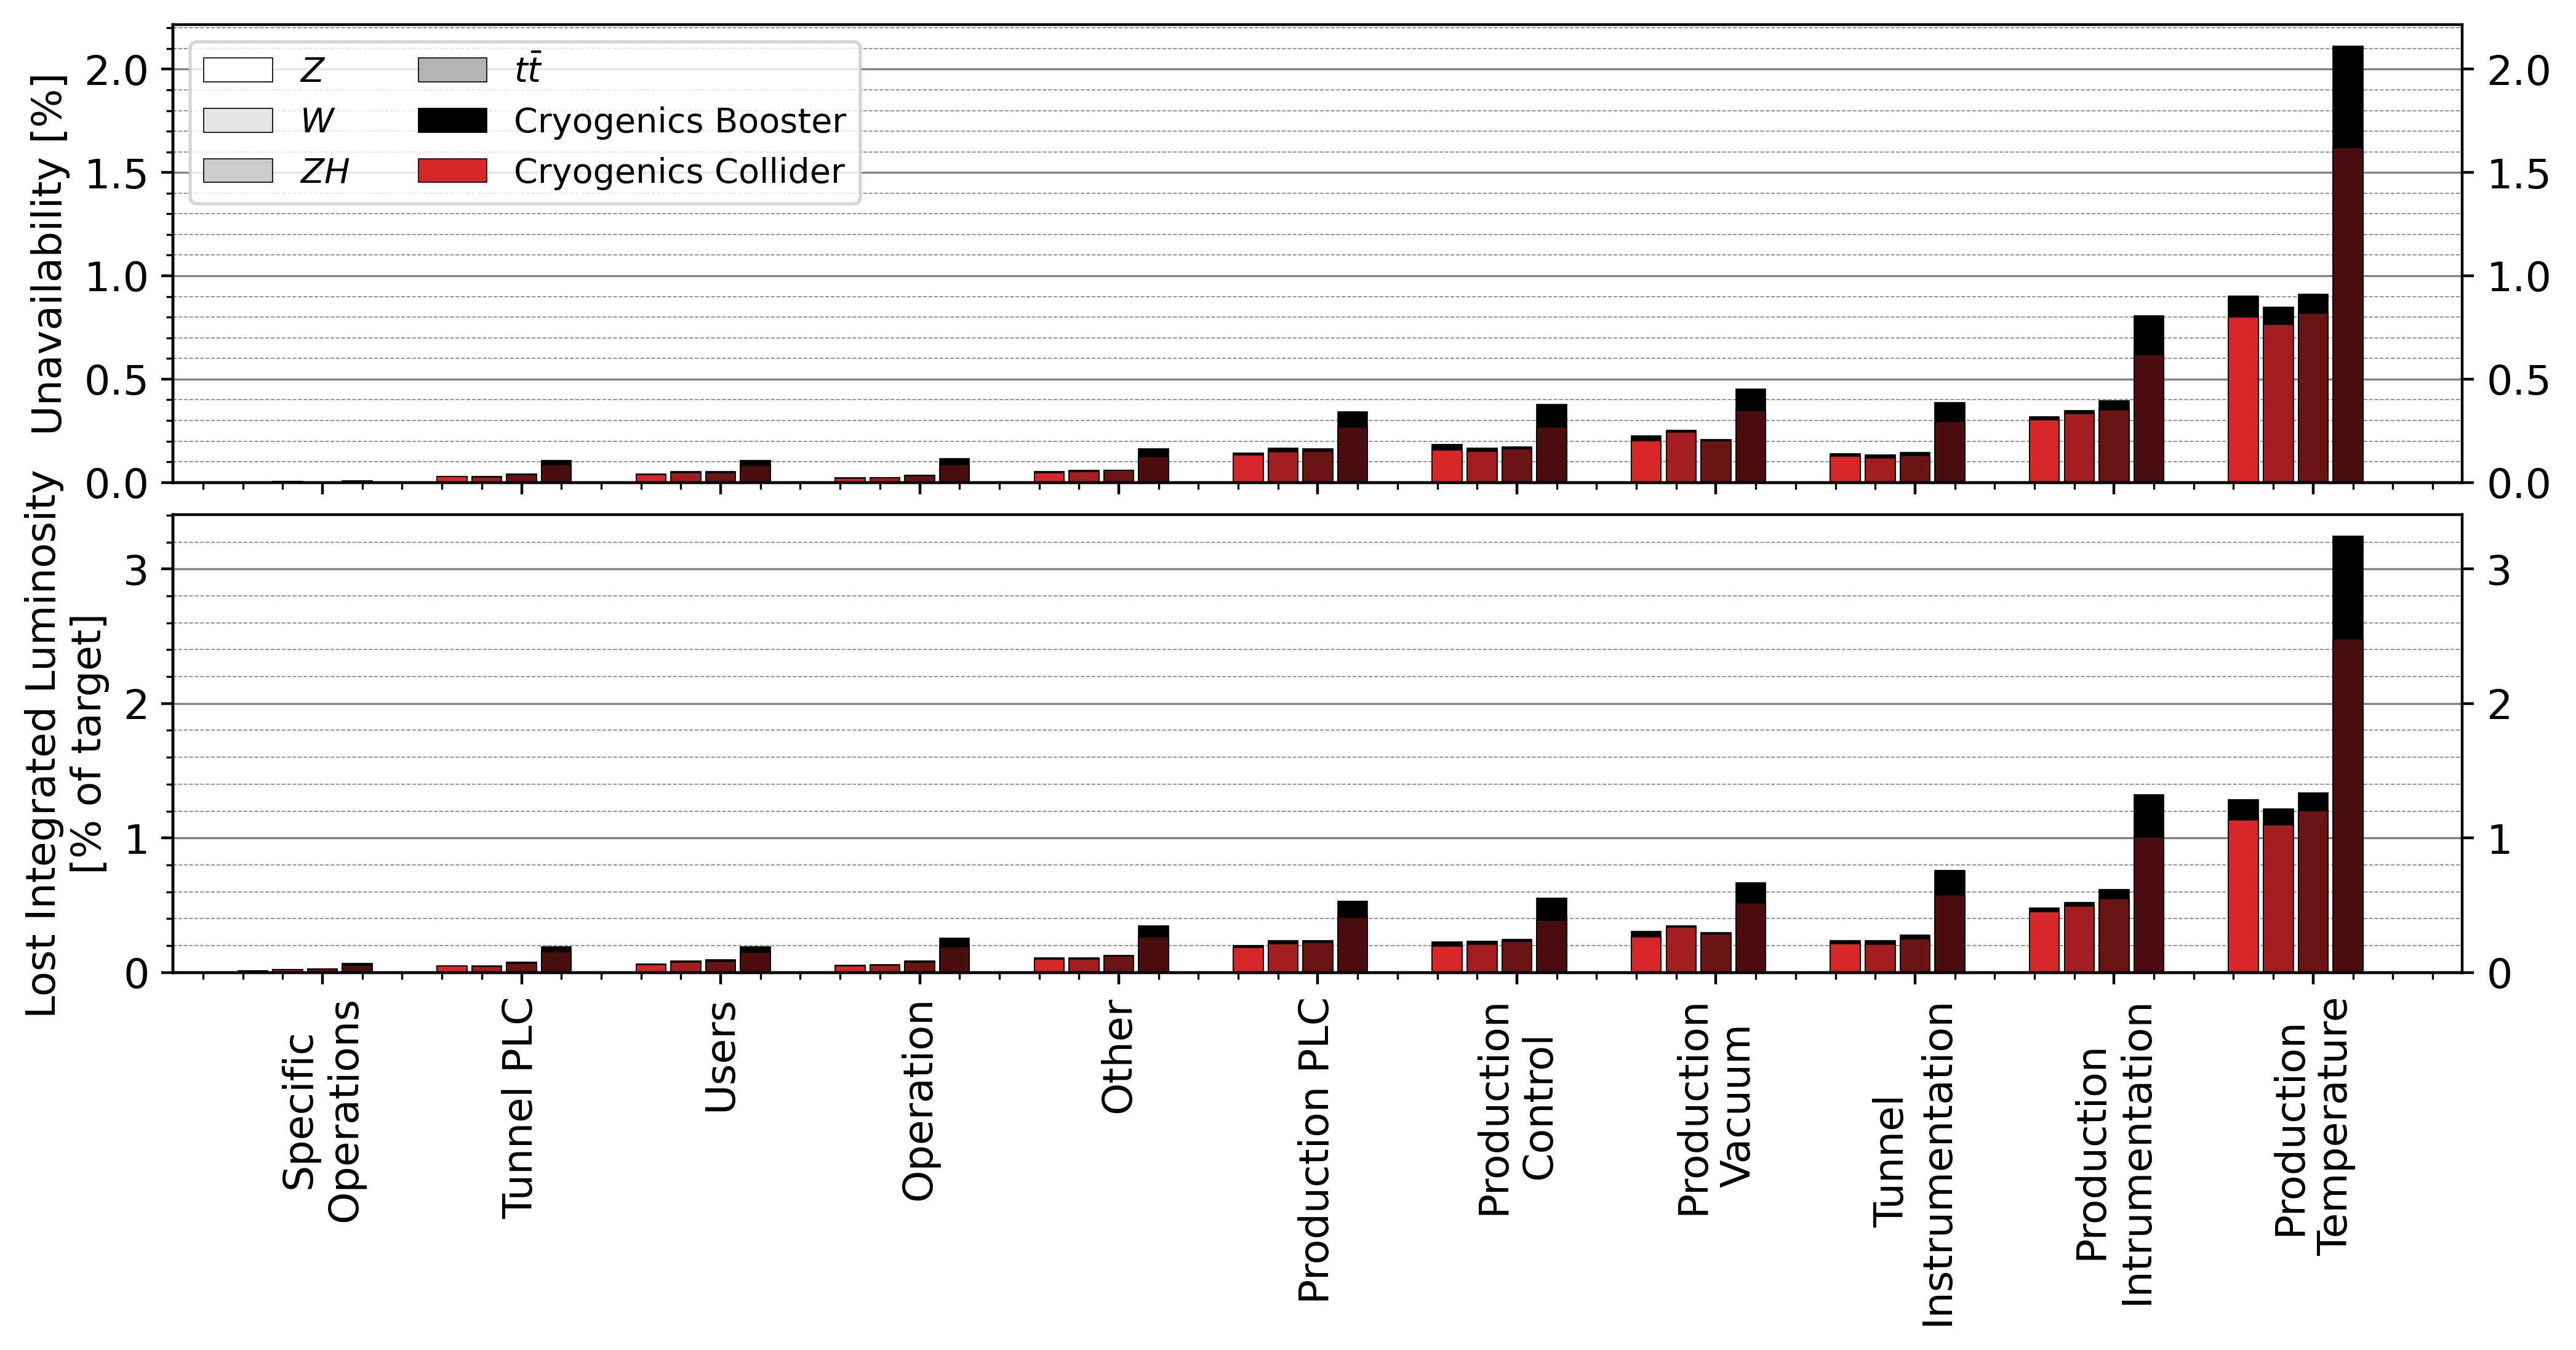 Unavailability [%]
2.0
1.5
1.0
0.5
0.0
Z
W
ZH
tt̄
Cryogenics Booster
Cryogenics Collider
2.0
1.5
1.0
0.5
0.0
Lost Integrated Luminosity
[% of target]
3
2
1
0
3
2
1
0
Specific
Operations
Tunnel PLC
Users
Operation
Other
Production PLC
Production
Control
Production
Vacuum
Tunnel
Instrumentation
Production
Intrumentation
Production
Temperature